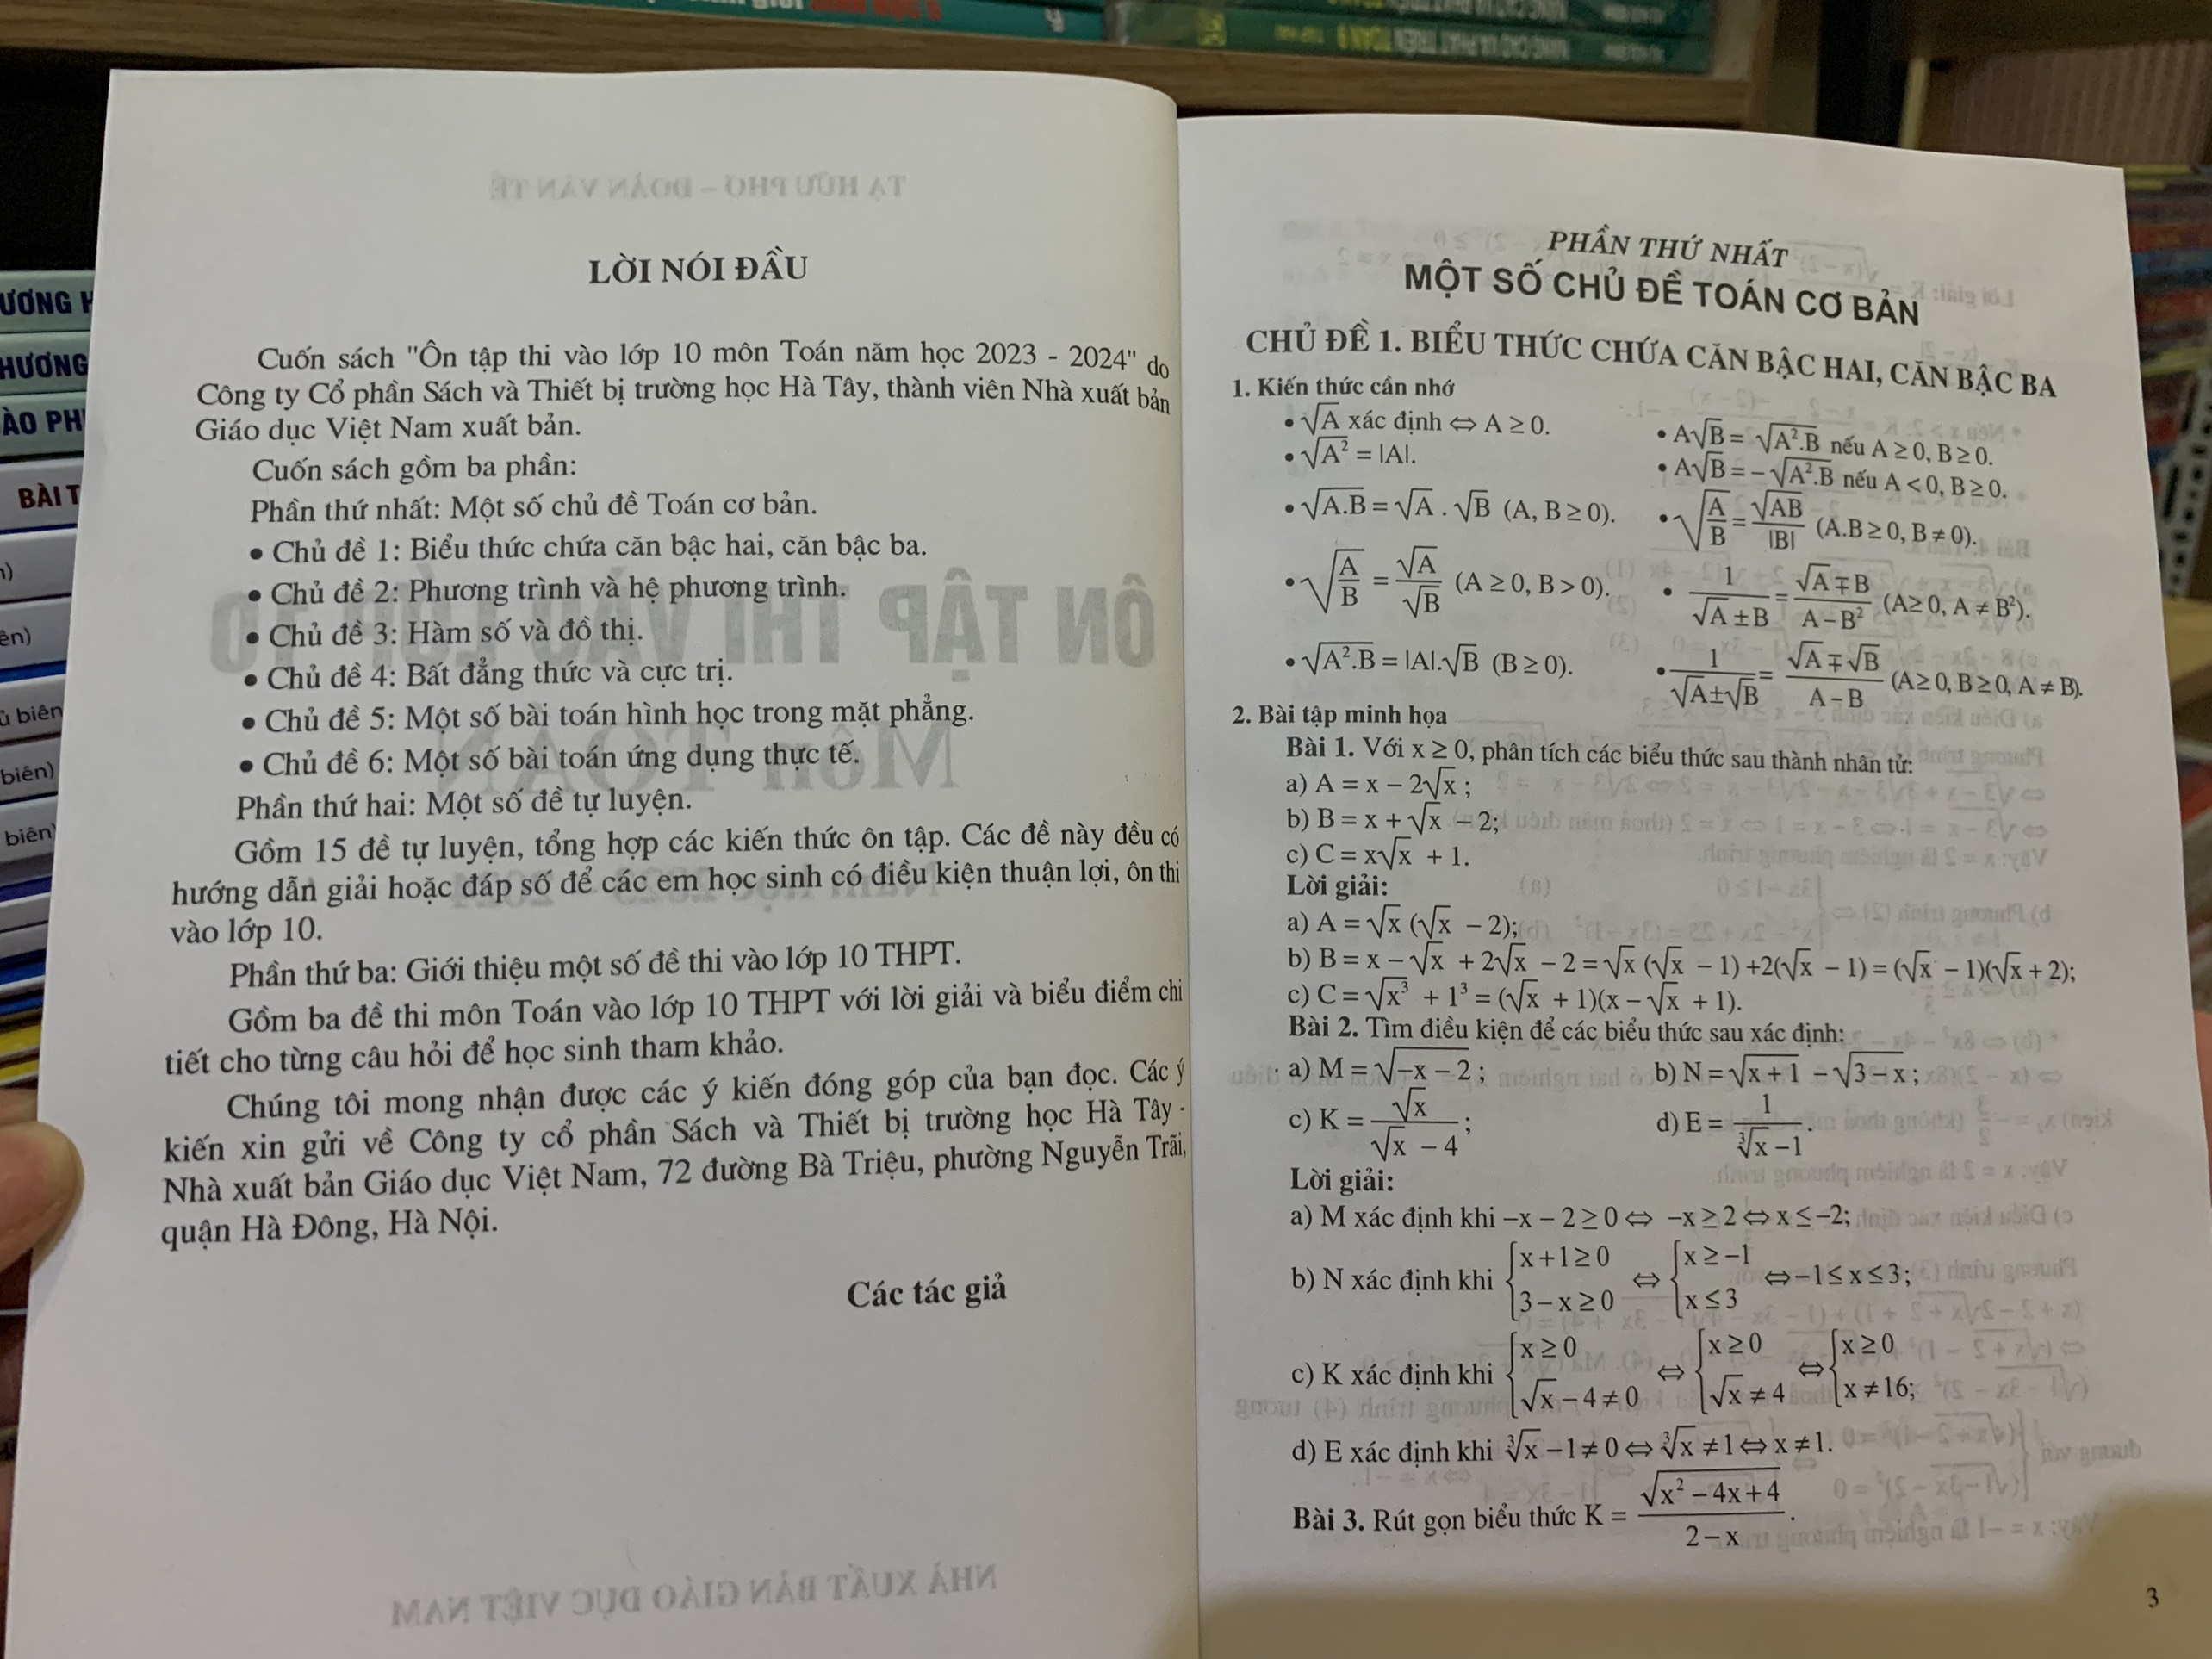 ƯƠNG H
HƯƠNG
ÀO PH
BÀI T
biên)
biên)
NÂNG CAO VÀ PHÁT TRIỂN TOÁN 9
LỜI NÓI ĐẦU
Cuốn sách "Ôn tập thi vào lớp 10 môn Toán năm học 2023 - 2024" do
Công ty Cổ phần Sách và Thiết bị trường học Hà Tây, thành viên Nhà xuất bản
Giáo dục Việt Nam xuất bản.
Cuốn sách gồm ba phần:
Phần thứ nhất: Một số chủ đề Toán cơ bản.
• Chủ đề 1: Biểu thức chứa căn bậc hai, căn bậc ba.
• Chủ đề 2: Phương trình và hệ phương trình.
• Chủ đề 3: Hàm số và đồ thị.
• Chủ đề 4: Bất đẳng thức và cực trị.
• Chủ đề 5: Một số bài toán hình học trong mặt phẳng.
• Chủ đề 6: Một số bài toán ứng dụng thực tế.
Phần thứ hai: Một số đề tự luyện.
Gồm 15 đề tự luyện, tổng hợp các kiến thức ôn tập. Các đề này đều có
hướng dẫn giải hoặc đáp số để các em học sinh có điều kiện thuận lợi, ôn thi
vào lớp 10.
Phần thứ ba: Giới thiệu một số đề thi vào lớp 10 THPT.
Gồm ba đề thi môn Toán vào lớp 10 THPT với lời giải và biểu điểm chi
tiết cho từng câu hỏi để học sinh tham khảo.
Chúng tôi mong nhận được các ý kiến đóng góp của bạn đọc. Các ý
kiến xin gửi về Công ty cổ phần Sách và Thiết bị trường học Hà Tây -
Nhà xuất bản Giáo dục Việt Nam, 72 đường Bà Triệu, phường Nguyễn Trãi,
quận Hà Đông, Hà Nội.
Các tác giả
PHẦN THỨ NHẤT
MỘT SỐ CHỦ ĐỀ TOÁN CƠ BẢN
CHỦ ĐỀ 1. BIỂU THỨC CHỨA CĂN BẬC HAI, CĂN BẬC BA
1. Kiến thức cần nhớ
• √A xác định ⇔ A ≥ 0.
• √(A²) = |A|.
• √(A.B) = √A . √B (A, B ≥ 0).
• √(A/B) = √A/√B (A ≥ 0, B > 0).
• √(A².B) = |A|.√B (B ≥ 0).
• A√B = √(A².B) nếu A ≥ 0, B ≥ 0.
• A√B = −√(A².B) nếu A < 0, B ≥ 0.
• √(A/B) = √(AB)/|B| (A.B ≥ 0, B ≠ 0).
• 1/(√A ± B) = (√A ∓ B)/(A − B²) (A ≥ 0, A ≠ B²).
• 1/(√A ± √B) = (√A ∓ √B)/(A − B) (A ≥ 0, B ≥ 0, A ≠ B).
2. Bài tập minh họa
Bài 1. Với x ≥ 0, phân tích các biểu thức sau thành nhân tử:
a) A = x − 2√x ;
b) B = x + √x − 2;
c) C = x√x + 1.
Lời giải:
a) A = √x (√x − 2);
b) B = x − √x + 2√x − 2 = √x (√x − 1) +2(√x − 1) = (√x − 1)(√x + 2);
c) C = √x³ + 1³ = (√x + 1)(x − √x + 1).
Bài 2. Tìm điều kiện để các biểu thức sau xác định:
a) M = √(−x − 2) ; b) N = √(x + 1) − √(3 − x) ;
c) K = √x/(√x − 4) ; d) E = 1/(∛x − 1).
Lời giải:
a) M xác định khi −x − 2 ≥ 0 ⇔ −x ≥ 2 ⇔ x ≤ −2;
b) N xác định khi {x + 1 ≥ 0; 3 − x ≥ 0 ⇔ {x ≥ −1; x ≤ 3 ⇔ −1 ≤ x ≤ 3;
c) K xác định khi {x ≥ 0; √x − 4 ≠ 0 ⇔ {x ≥ 0; √x ≠ 4 ⇔ {x ≥ 0; x ≠ 16;
d) E xác định khi ∛x − 1 ≠ 0 ⇔ ∛x ≠ 1 ⇔ x ≠ 1.
Bài 3. Rút gọn biểu thức K = √(x² − 4x + 4)/(2 − x).
3